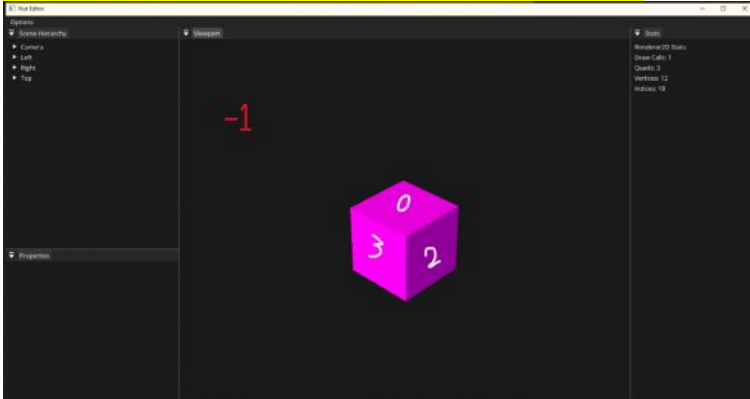 Nut Editor
Options
Scene Hierarchy
Camera
Left
Right
Top
Properties
Viewport
-1
0
3
2
Stats
Renderer2D Stats:
Draw Calls: 1
Quads: 3
Vertices: 12
Indices: 18